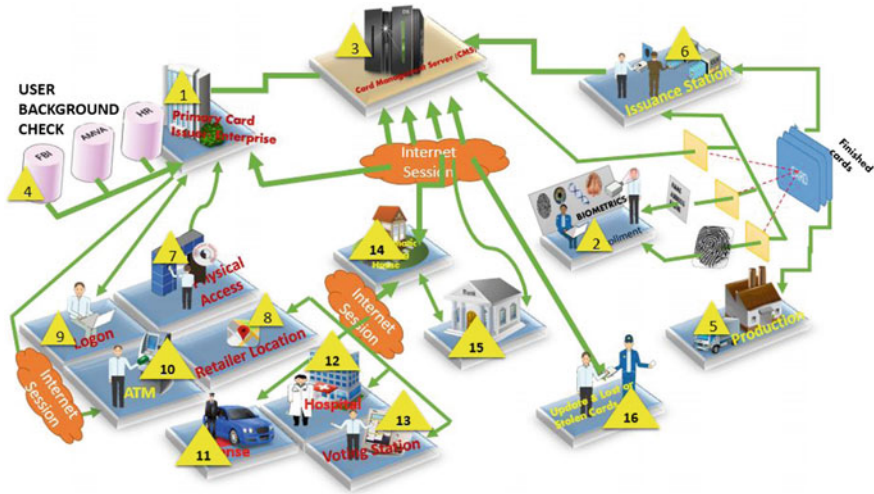 3
6
Card Management Server (CMS)
Issuance Station
USER
BACKGROUND
CHECK
1
Primary Card
Issuer Enterprise
HR
AMVA
FBI
4
Internet
Session
Finished
cards
BIOMETRICS
2
7
Physical
Access
14
Home
Internet
Session
8
Retailer Location
9
Logon
10
ATM
Internet
Session
12
Hospital
13
Voting Station
11
15
5
Production
Update & Lost or
Stolen Cards
16